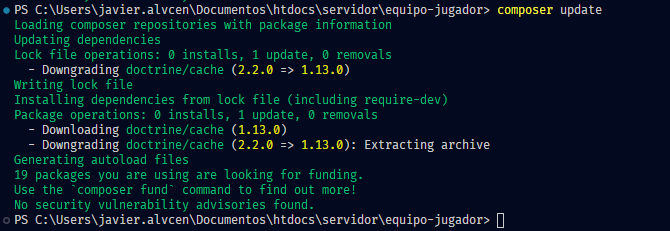 PS C:\Users\javier.alvcen\Documentos\htdocs\servidor\equipo-jugador> composer update
Loading composer repositories with package information
Updating dependencies
Lock file operations: 0 installs, 1 update, 0 removals
  - Downgrading doctrine/cache (2.2.0 => 1.13.0)
Writing lock file
Installing dependencies from lock file (including require-dev)
Package operations: 0 installs, 1 update, 0 removals
  - Downloading doctrine/cache (1.13.0)
  - Downgrading doctrine/cache (2.2.0 => 1.13.0): Extracting archive
Generating autoload files
19 packages you are using are looking for funding.
Use the `composer fund` command to find out more!
No security vulnerability advisories found.
PS C:\Users\javier.alvcen\Documentos\htdocs\servidor\equipo-jugador>